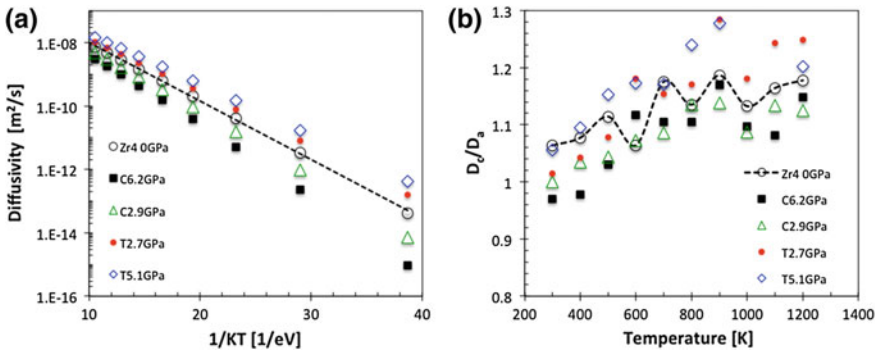 (a)
Diffusivity [m²/s]
1.E-08
1.E-10
1.E-12
1.E-14
1.E-16
Zr4 0GPa
C6.2GPa
C2.9GPa
T2.7GPa
T5.1GPa
10 20 30 40
1/KT [1/eV]
(b)
Dc/Da
1.3
1.2
1.1
1
0.9
0.8
Zr4 0GPa
C6.2GPa
C2.9GPa
T2.7GPa
T5.1GPa
200 400 600 800 1000 1200 1400
Temperature [K]